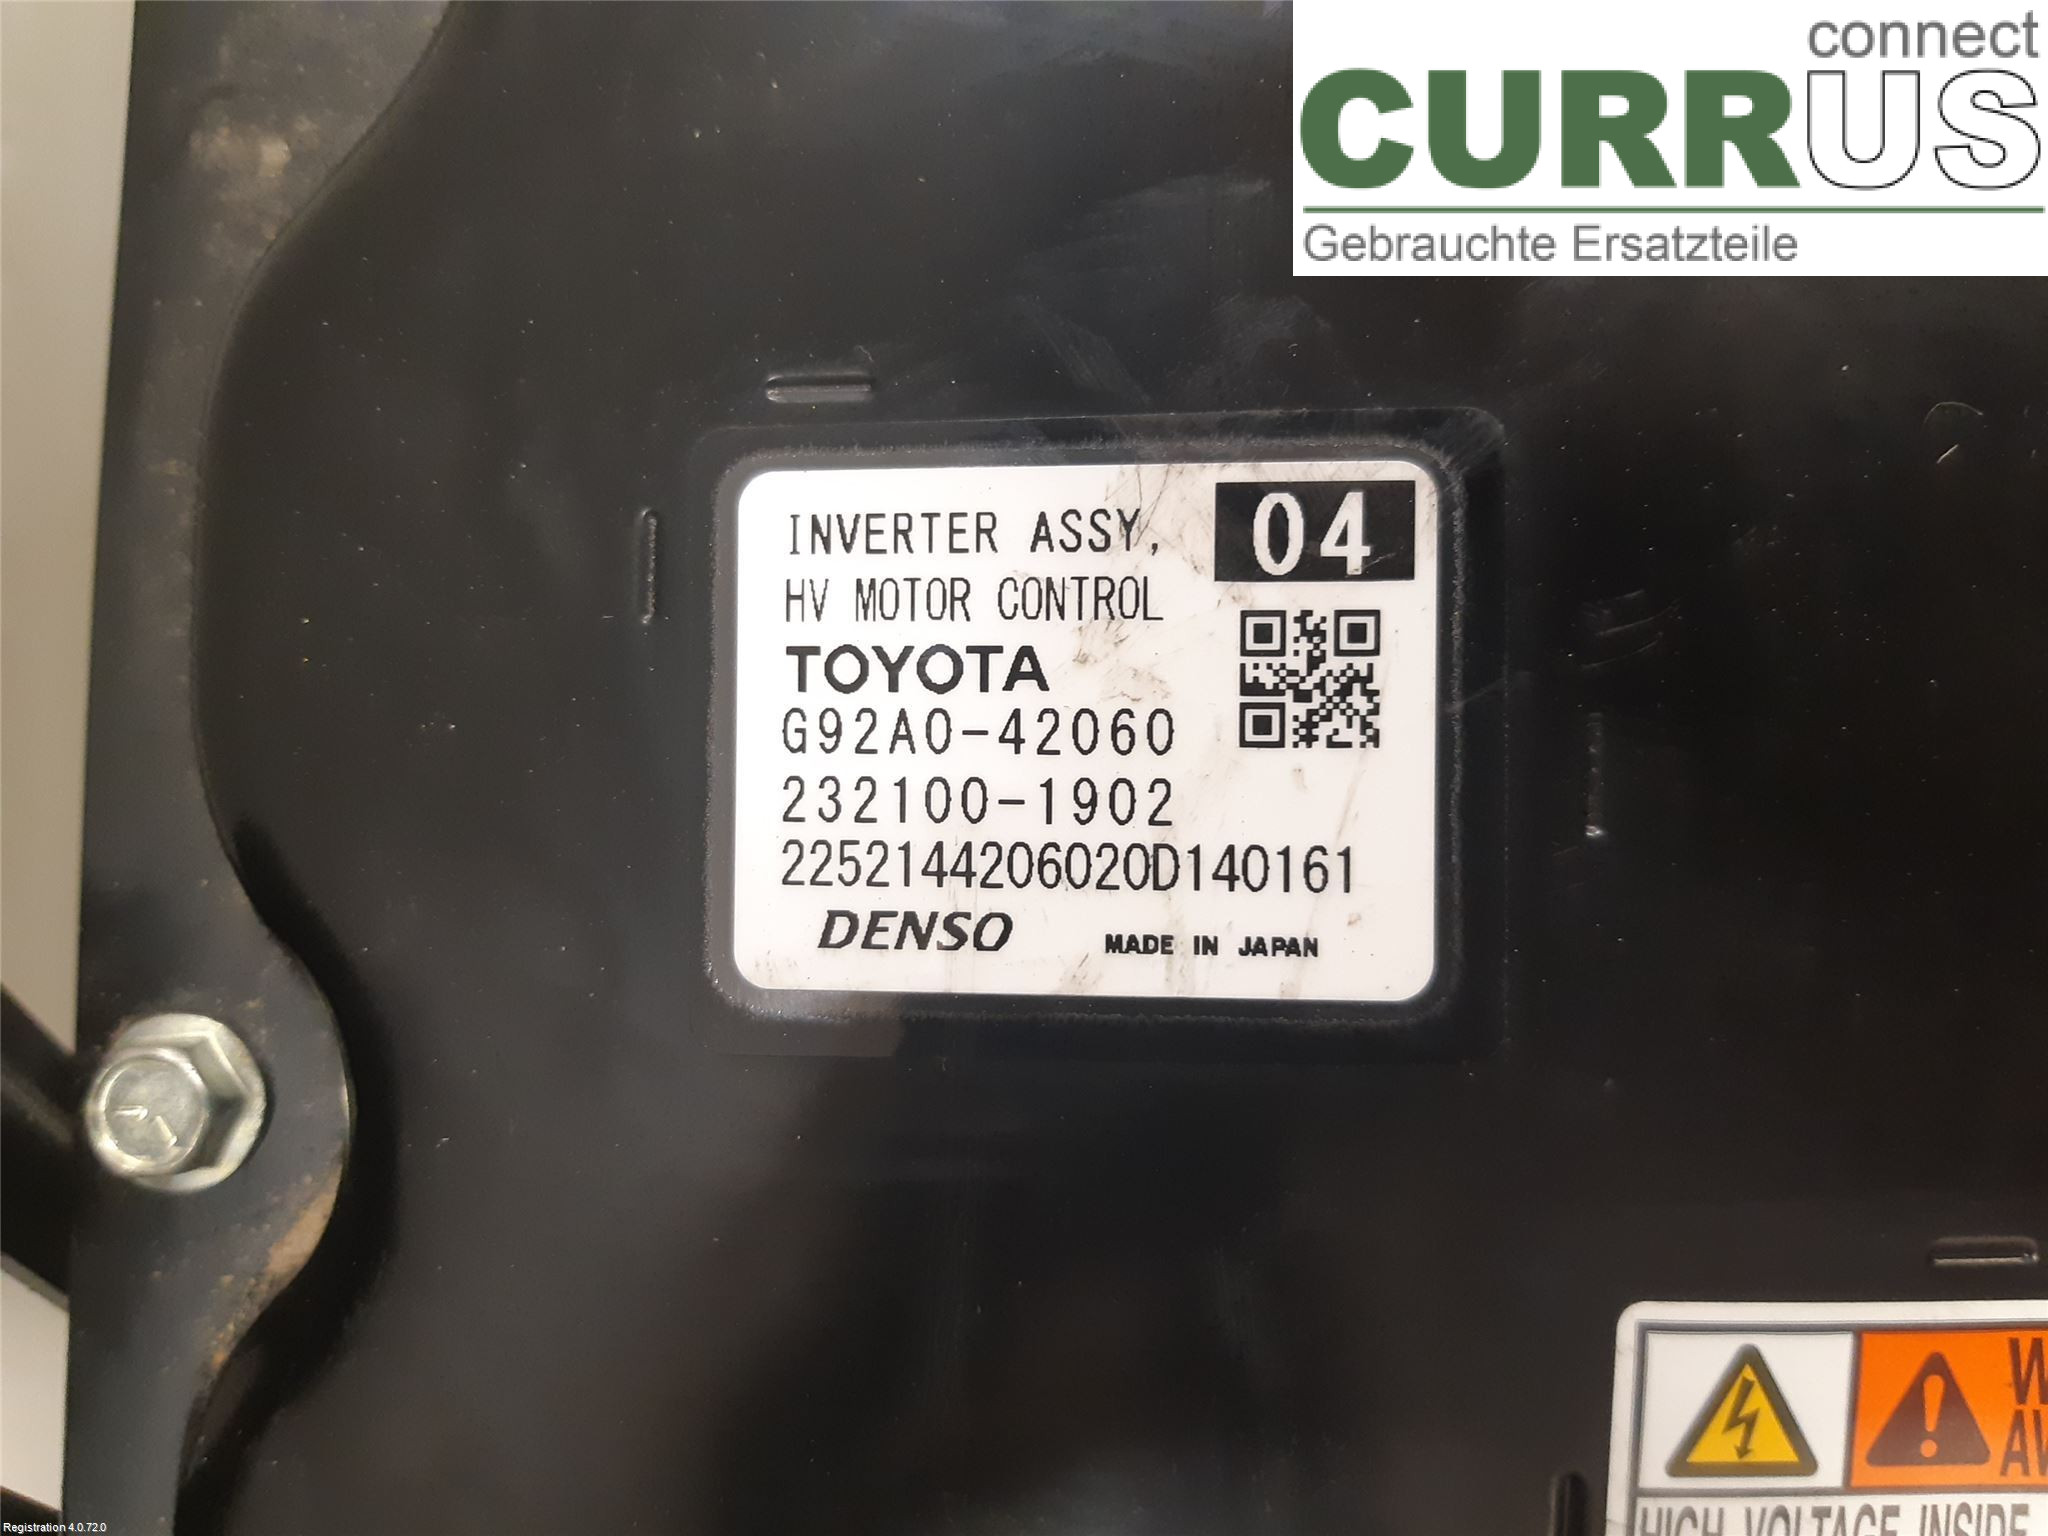 connect
CURRUS
Gebrauchte Ersatzteile
INVERTER ASSY,
04
HV MOTOR CONTROL
TOYOTA
G92A0-42060
232100-1902
2252144206020D140161
DENSO
MADE IN JAPAN
HIGH VOLTAGE INSIDE
Registration 4.0.72.0